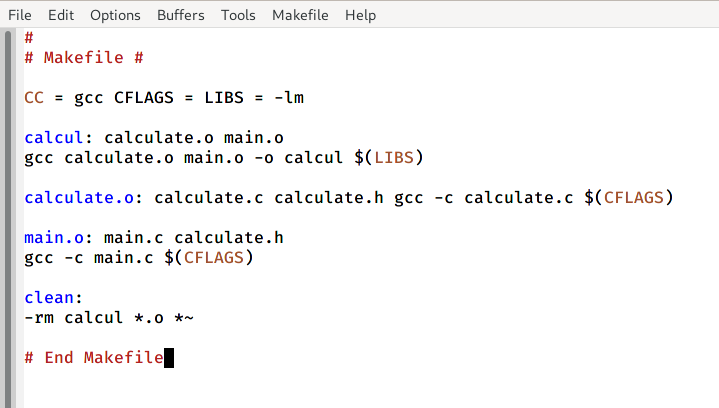 File Edit Options Buffers Tools Makefile Help
#
# Makefile #
CC = gcc CFLAGS = LIBS = -lm
calcul: calculate.o main.o
gcc calculate.o main.o -o calcul $(LIBS)
calculate.o: calculate.c calculate.h gcc -c calculate.c $(CFLAGS)
main.o: main.c calculate.h
gcc -c main.c $(CFLAGS)
clean:
-rm calcul *.o *~
# End Makefile